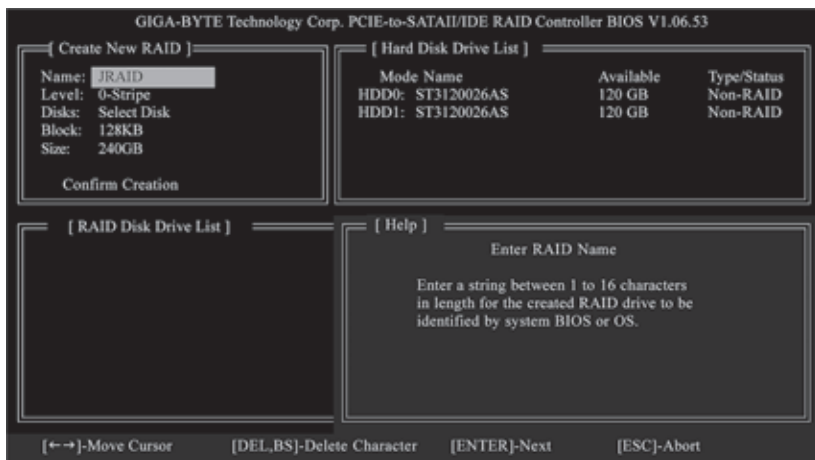 GIGA-BYTE Technology Corp. PCIE-to-SATAII/IDE RAID Controller BIOS V1.06.53
[ Create New RAID ]
Name: JRAID
Level: 0-Stripe
Disks: Select Disk
Block: 128KB
Size: 240GB
Confirm Creation
[ Hard Disk Drive List ]
Mode Name Available Type/Status
HDD0: ST3120026AS 120 GB Non-RAID
HDD1: ST3120026AS 120 GB Non-RAID
[ RAID Disk Drive List ]
[ Help ]
Enter RAID Name
Enter a string between 1 to 16 characters
in length for the created RAID drive to be
identified by system BIOS or OS.
[←→]-Move Cursor [DEL,BS]-Delete Character [ENTER]-Next [ESC]-Abort